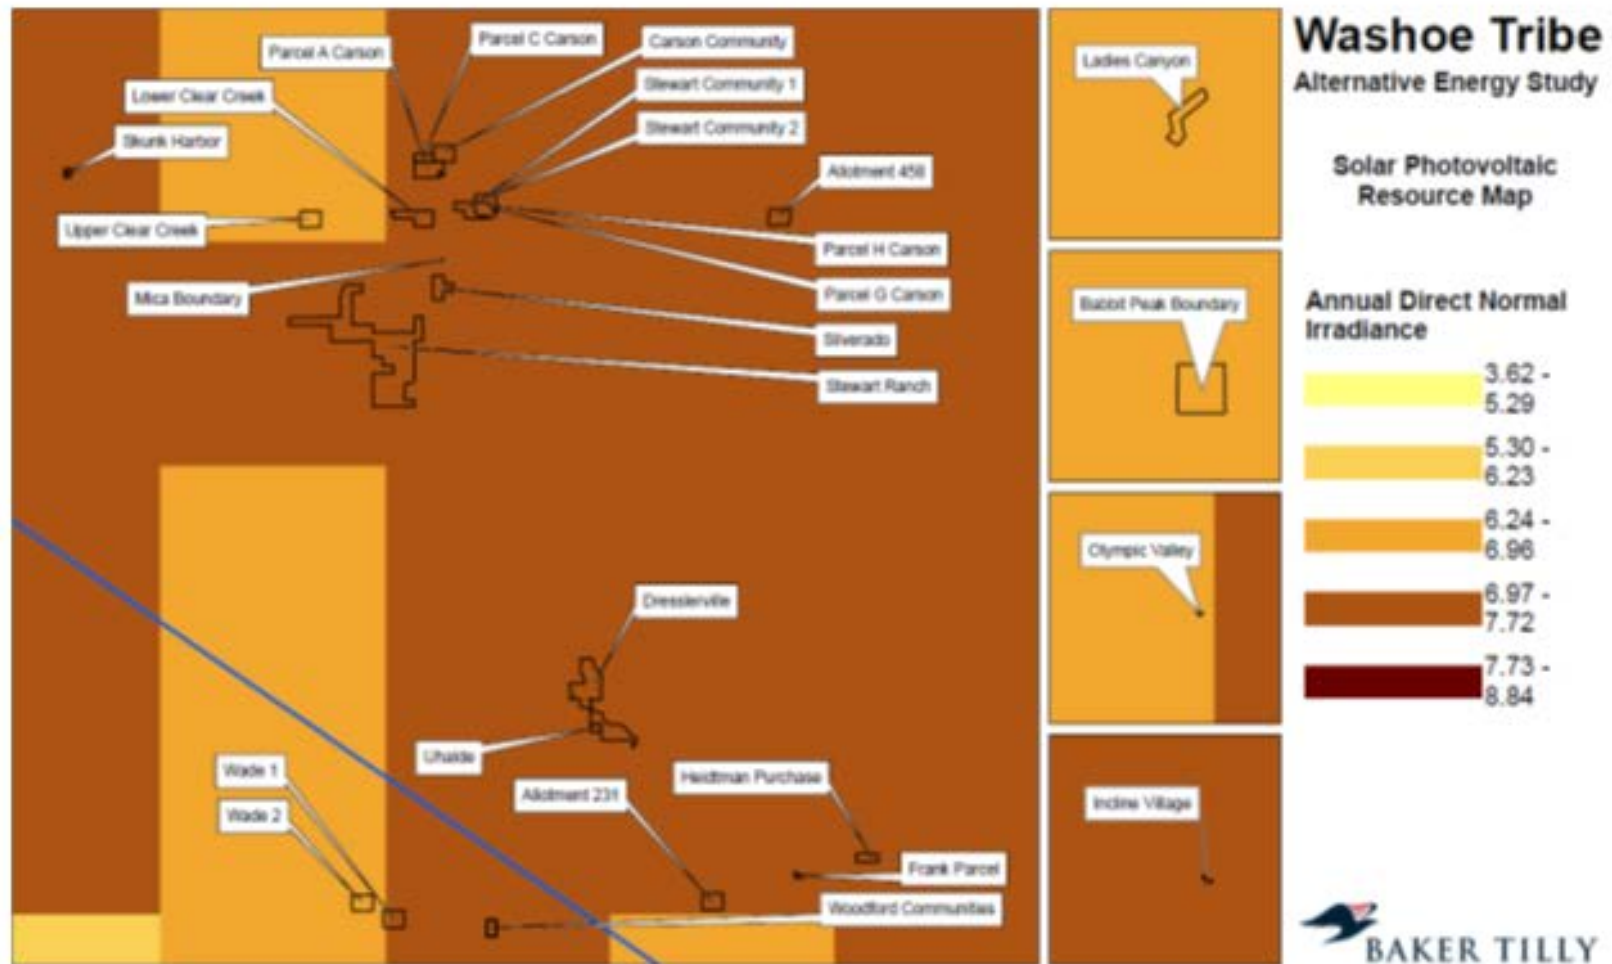 Washoe Tribe
Alternative Energy Study
Solar Photovoltaic
Resource Map
Annual Direct Normal
Irradiance
3.62 -
5.29
5.30 -
6.23
6.24 -
6.96
6.97 -
7.72
7.73 -
8.84
BAKER TILLY
Parcel A Carson
Parcel C Carson
Carson Community
Lower Clear Creek
Stewart Community 1
Skunk Harbor
Stewart Community 2
Allotment 458
Upper Clear Creek
Parcel H Carson
Mica Boundary
Parcel G Carson
Silverado
Stewart Ranch
Dresslerville
Uhalde
Wade 1
Wade 2
Allotment 231
Heidtman Purchase
Frank Parcel
Woodford Communities
Ladies Canyon
Babbit Peak Boundary
Olympic Valley
Incline Village